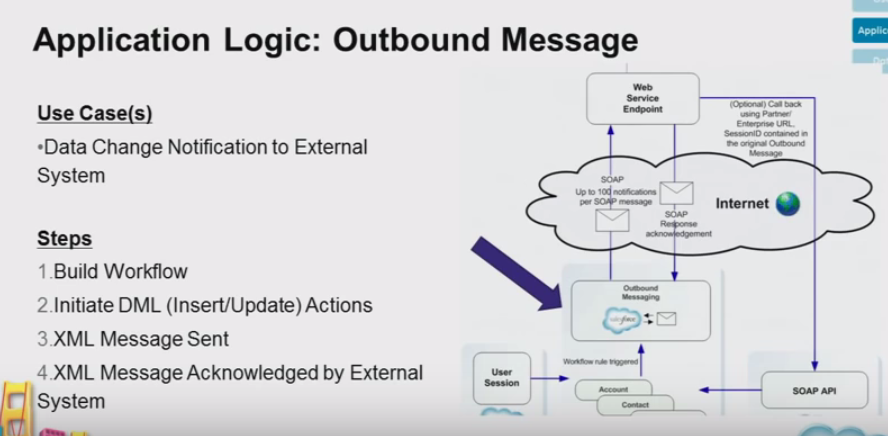 Application Logic: Outbound Message
Applic
Use Case(s)
•Data Change Notification to External
System
Steps
1.Build Workflow
2.Initiate DML (Insert/Update) Actions
3.XML Message Sent
4.XML Message Acknowledged by External
System
Web
Service
Endpoint
(Optional) Call back
using Partner/
Enterprise URL,
SessionID contained in
the original Outbound
Message
SOAP
Up to 100 notifications
per SOAP message
SOAP
Response
acknowledgement
Internet
Outbound
Messaging
salesforce
Workflow rule triggered
User
Session
Account
Contact
SOAP API